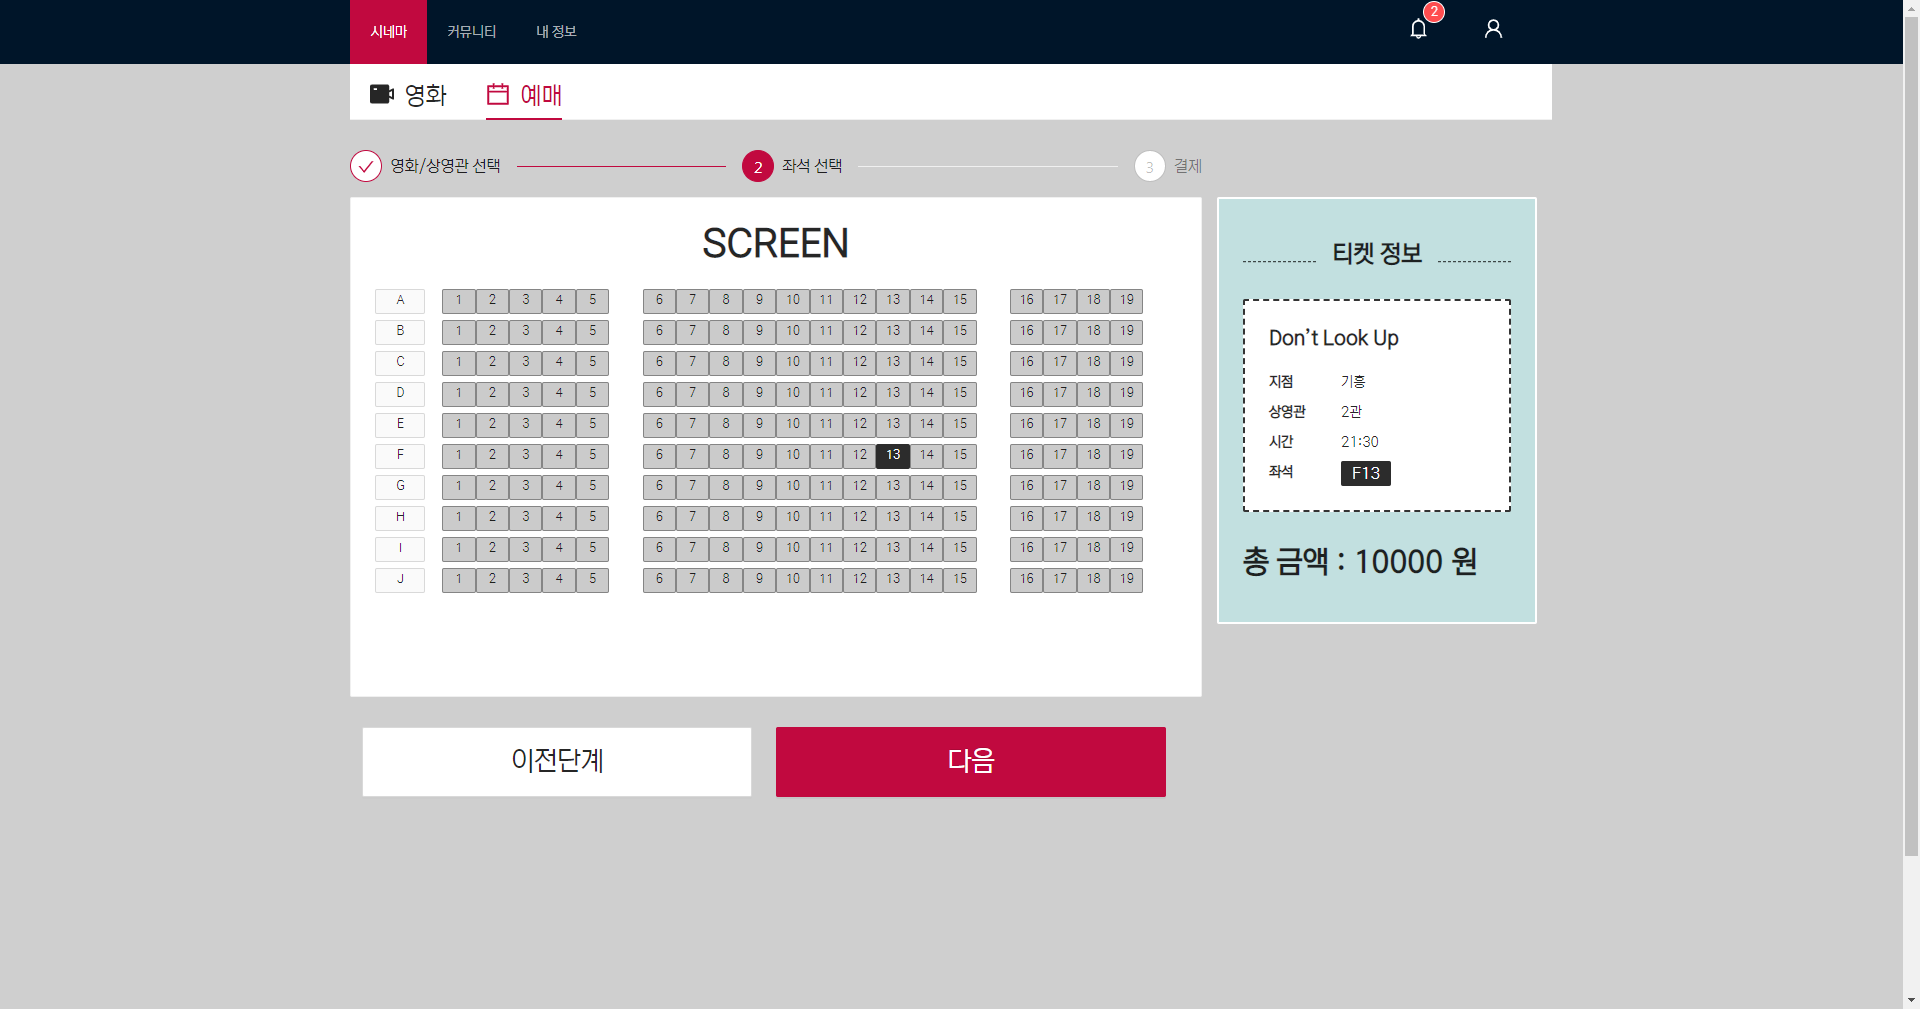 시네마 커뮤니티 내 정보 2
영화 예매
영화/상영관 선택 2 좌석 선택 3 결제
SCREEN
A 1 2 3 4 5 6 7 8 9 10 11 12 13 14 15 16 17 18 19
B 1 2 3 4 5 6 7 8 9 10 11 12 13 14 15 16 17 18 19
C 1 2 3 4 5 6 7 8 9 10 11 12 13 14 15 16 17 18 19
D 1 2 3 4 5 6 7 8 9 10 11 12 13 14 15 16 17 18 19
E 1 2 3 4 5 6 7 8 9 10 11 12 13 14 15 16 17 18 19
F 1 2 3 4 5 6 7 8 9 10 11 12 13 14 15 16 17 18 19
G 1 2 3 4 5 6 7 8 9 10 11 12 13 14 15 16 17 18 19
H 1 2 3 4 5 6 7 8 9 10 11 12 13 14 15 16 17 18 19
I 1 2 3 4 5 6 7 8 9 10 11 12 13 14 15 16 17 18 19
J 1 2 3 4 5 6 7 8 9 10 11 12 13 14 15 16 17 18 19
티켓 정보
Don’t Look Up
지점 기흥
상영관 2관
시간 21:30
좌석 F13
총 금액 : 10000 원
이전단계 다음